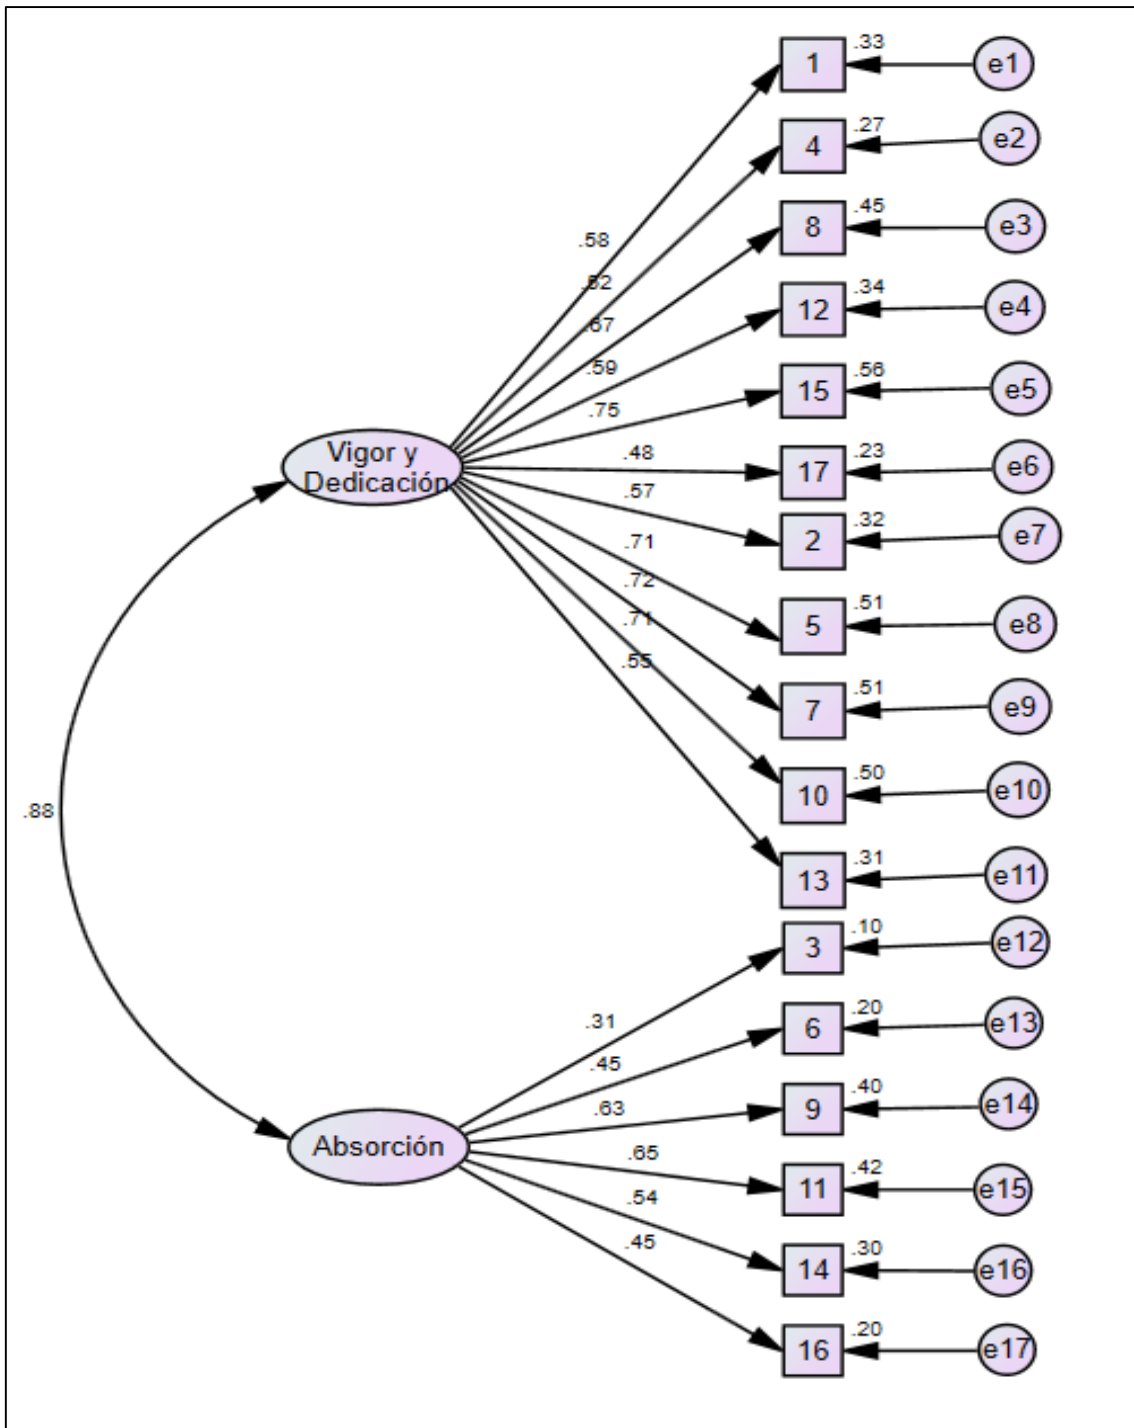 .33
1
e1
.27
4
e2
.45
8
e3
.58
.52
.67
.34
12
e4
.59
.56
15
e5
.75
Vigor y
Dedicación
.48
.23
17
e6
.57
.32
2
e7
.71
.51
5
e8
.72
.71
.55
.51
7
e9
.50
10
e10
.88
.31
13
e11
.10
3
e12
.31
.20
6
e13
.45
.40
9
e14
.63
Absorción
.65
.42
11
e15
.54
.45
.30
14
e16
.20
16
e17